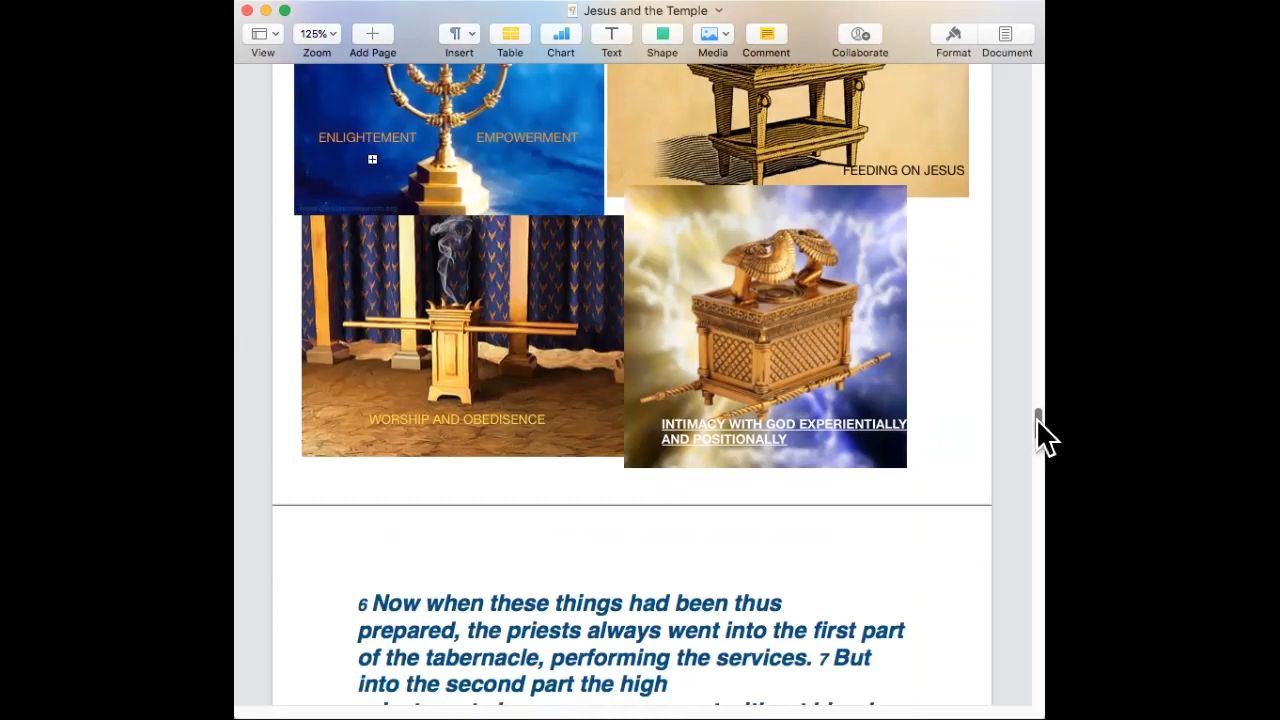 Jesus and the Temple
125%
View
Zoom
Add Page
Insert
Table
Chart
Text
Shape
Media
Comment
Collaborate
Format
Document
ENLIGHTEMENT
EMPOWERMENT
FEEDING ON JESUS
WORSHIP AND OBEDISENCE
INTIMACY WITH GOD EXPERIENTIALLY
AND POSITIONALLY
6 Now when these things had been thus
prepared, the priests always went into the first part
of the tabernacle, performing the services. 7 But
into the second part the high